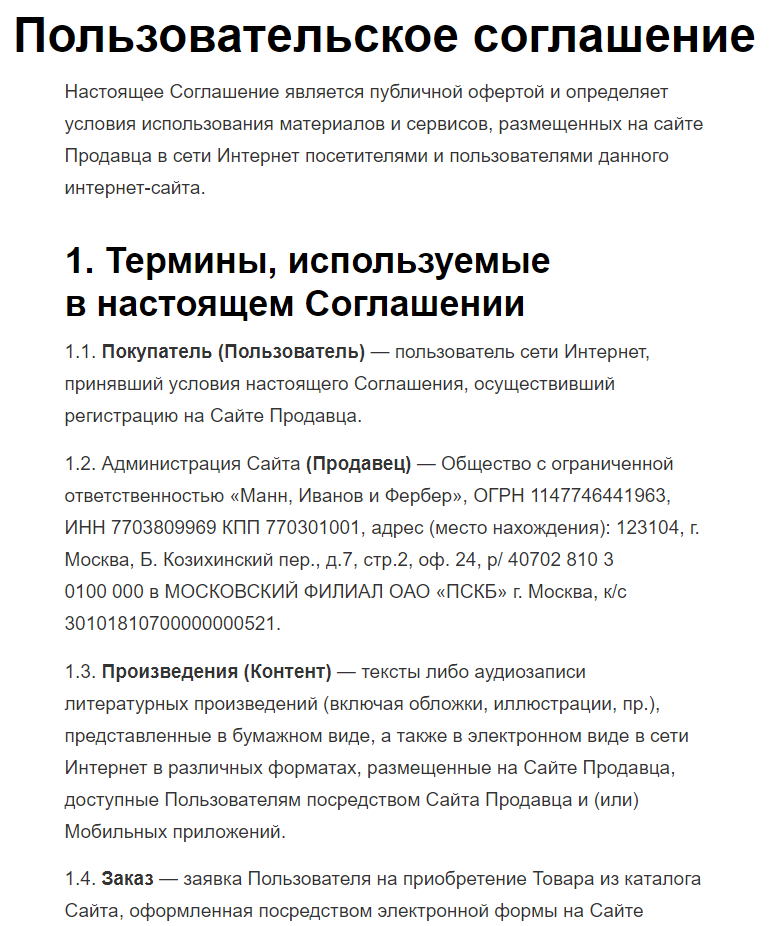 Пользовательское соглашение
Настоящее Соглашение является публичной офертой и определяет
условия использования материалов и сервисов, размещенных на сайте
Продавца в сети Интернет посетителями и пользователями данного
интернет-сайта.
1. Термины, используемые
в настоящем Соглашении
1.1. Покупатель (Пользователь) — пользователь сети Интернет,
принявший условия настоящего Соглашения, осуществивший
регистрацию на Сайте Продавца.
1.2. Администрация Сайта (Продавец) — Общество с ограниченной
ответственностью «Манн, Иванов и Фербер», ОГРН 1147746441963,
ИНН 7703809969 КПП 770301001, адрес (место нахождения): 123104, г.
Москва, Б. Козихинский пер., д.7, стр.2, оф. 24, р/ 40702 810 3
0100 000 в МОСКОВСКИЙ ФИЛИАЛ ОАО «ПСКБ» г. Москва, к/с
30101810700000000521.
1.3. Произведения (Контент) — тексты либо аудиозаписи
литературных произведений (включая обложки, иллюстрации, пр.),
представленные в бумажном виде, а также в электронном виде в сети
Интернет в различных форматах, размещенные на Сайте Продавца,
доступные Пользователям посредством Сайта Продавца и (или)
Мобильных приложений.
1.4. Заказ — заявка Пользователя на приобретение Товара из каталога
Сайта, оформленная посредством электронной формы на Сайте